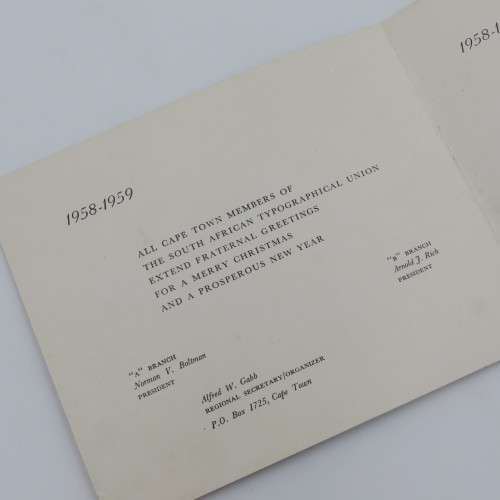 1958-1959
ALL CAPE TOWN MEMBERS OF
THE SOUTH AFRICAN TYPOGRAPHICAL UNION
EXTEND FRATERNAL GREETINGS
FOR A MERRY CHRISTMAS
AND A PROSPEROUS NEW YEAR
"A" BRANCH
Norman V. Boltman
PRESIDENT
"B" BRANCH
Arnold J. Rich
PRESIDENT
Alfred W. Gabb
REGIONAL SECRETARY/ORGANIZER
P.O. Box 1725, Cape Town
1958-1